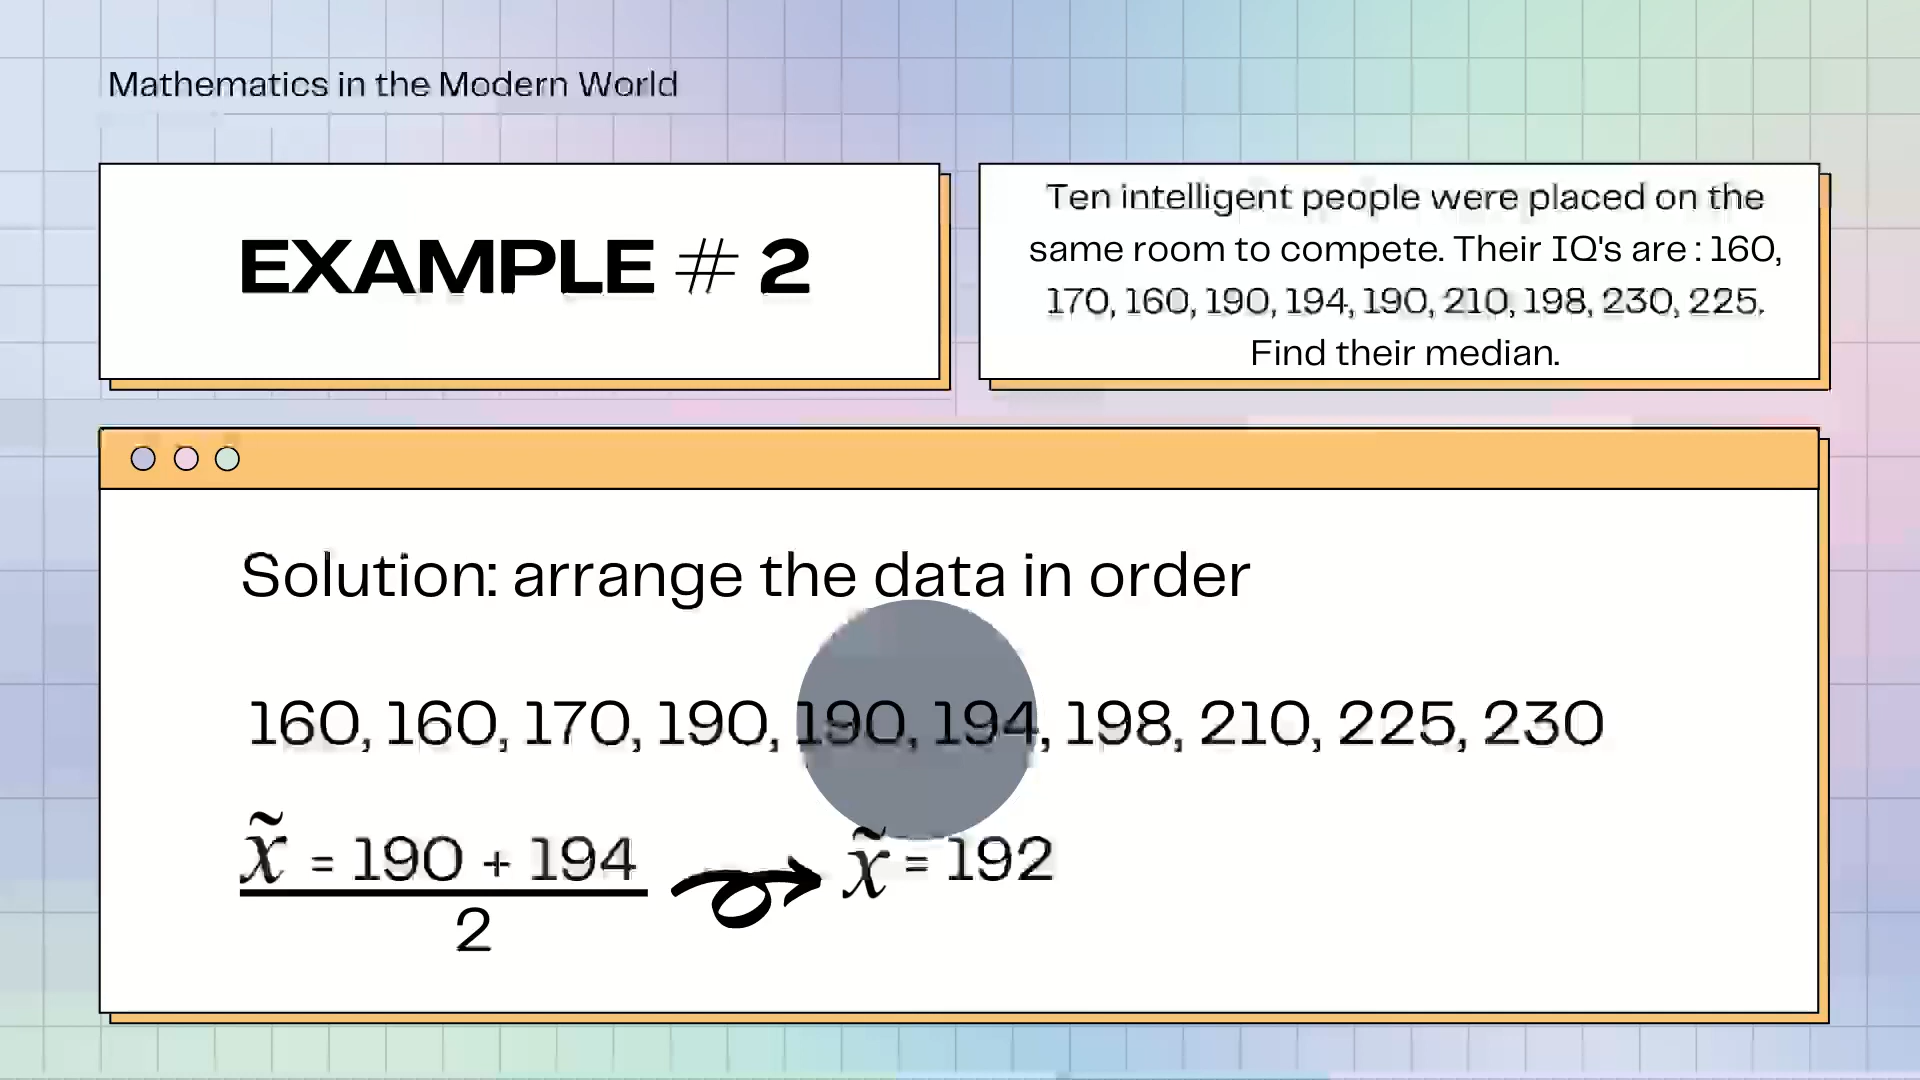 Mathematics in the Modern World
EXAMPLE # 2
Ten intelligent people were placed on the
same room to compete. Their IQ's are : 160,
170, 160, 190, 194, 190, 210, 198, 230, 225.
Find their median.
Solution: arrange the data in order
160, 160, 170, 190, 190, 194, 198, 210, 225, 230
x̃ = 190 + 194
2
x̃ = 192